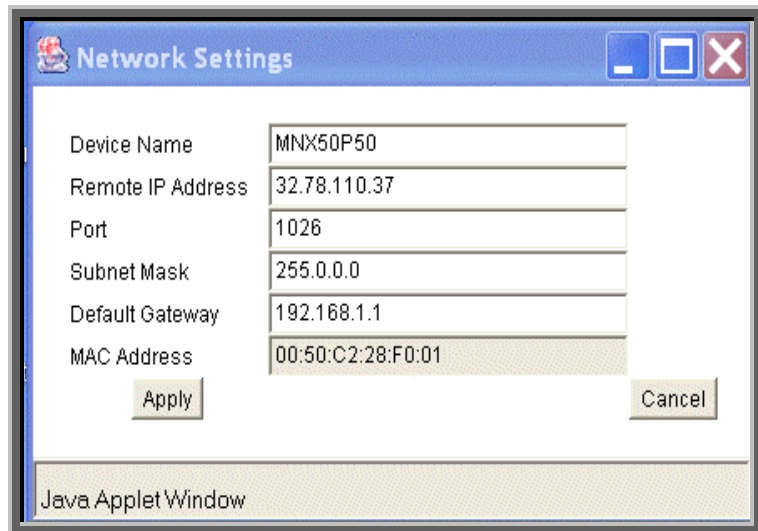 Network Settings
Device Name MNX50P50
Remote IP Address 32.78.110.37
Port 1026
Subnet Mask 255.0.0.0
Default Gateway 192.168.1.1
MAC Address 00:50:C2:28:F0:01
Apply Cancel
Java Applet Window